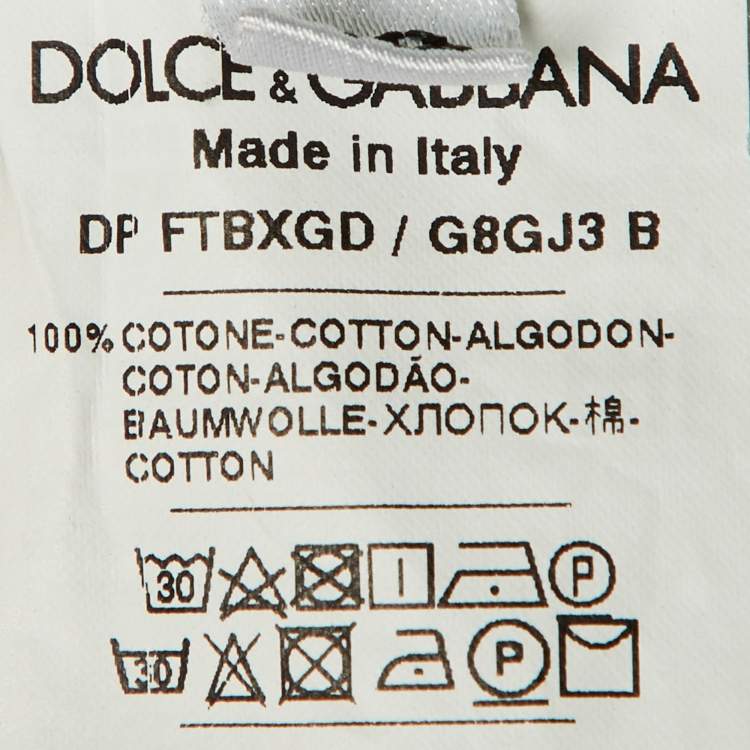 DOLCE & GABBANA
Made in Italy
DP FTBXGD / G8GJ3 B
100% COTONE-COTTON-ALGODON-
COTON-ALGODÃO-
BAUMWOLLE-ХЛОПОК-棉-
COTTON
30 P
30 P